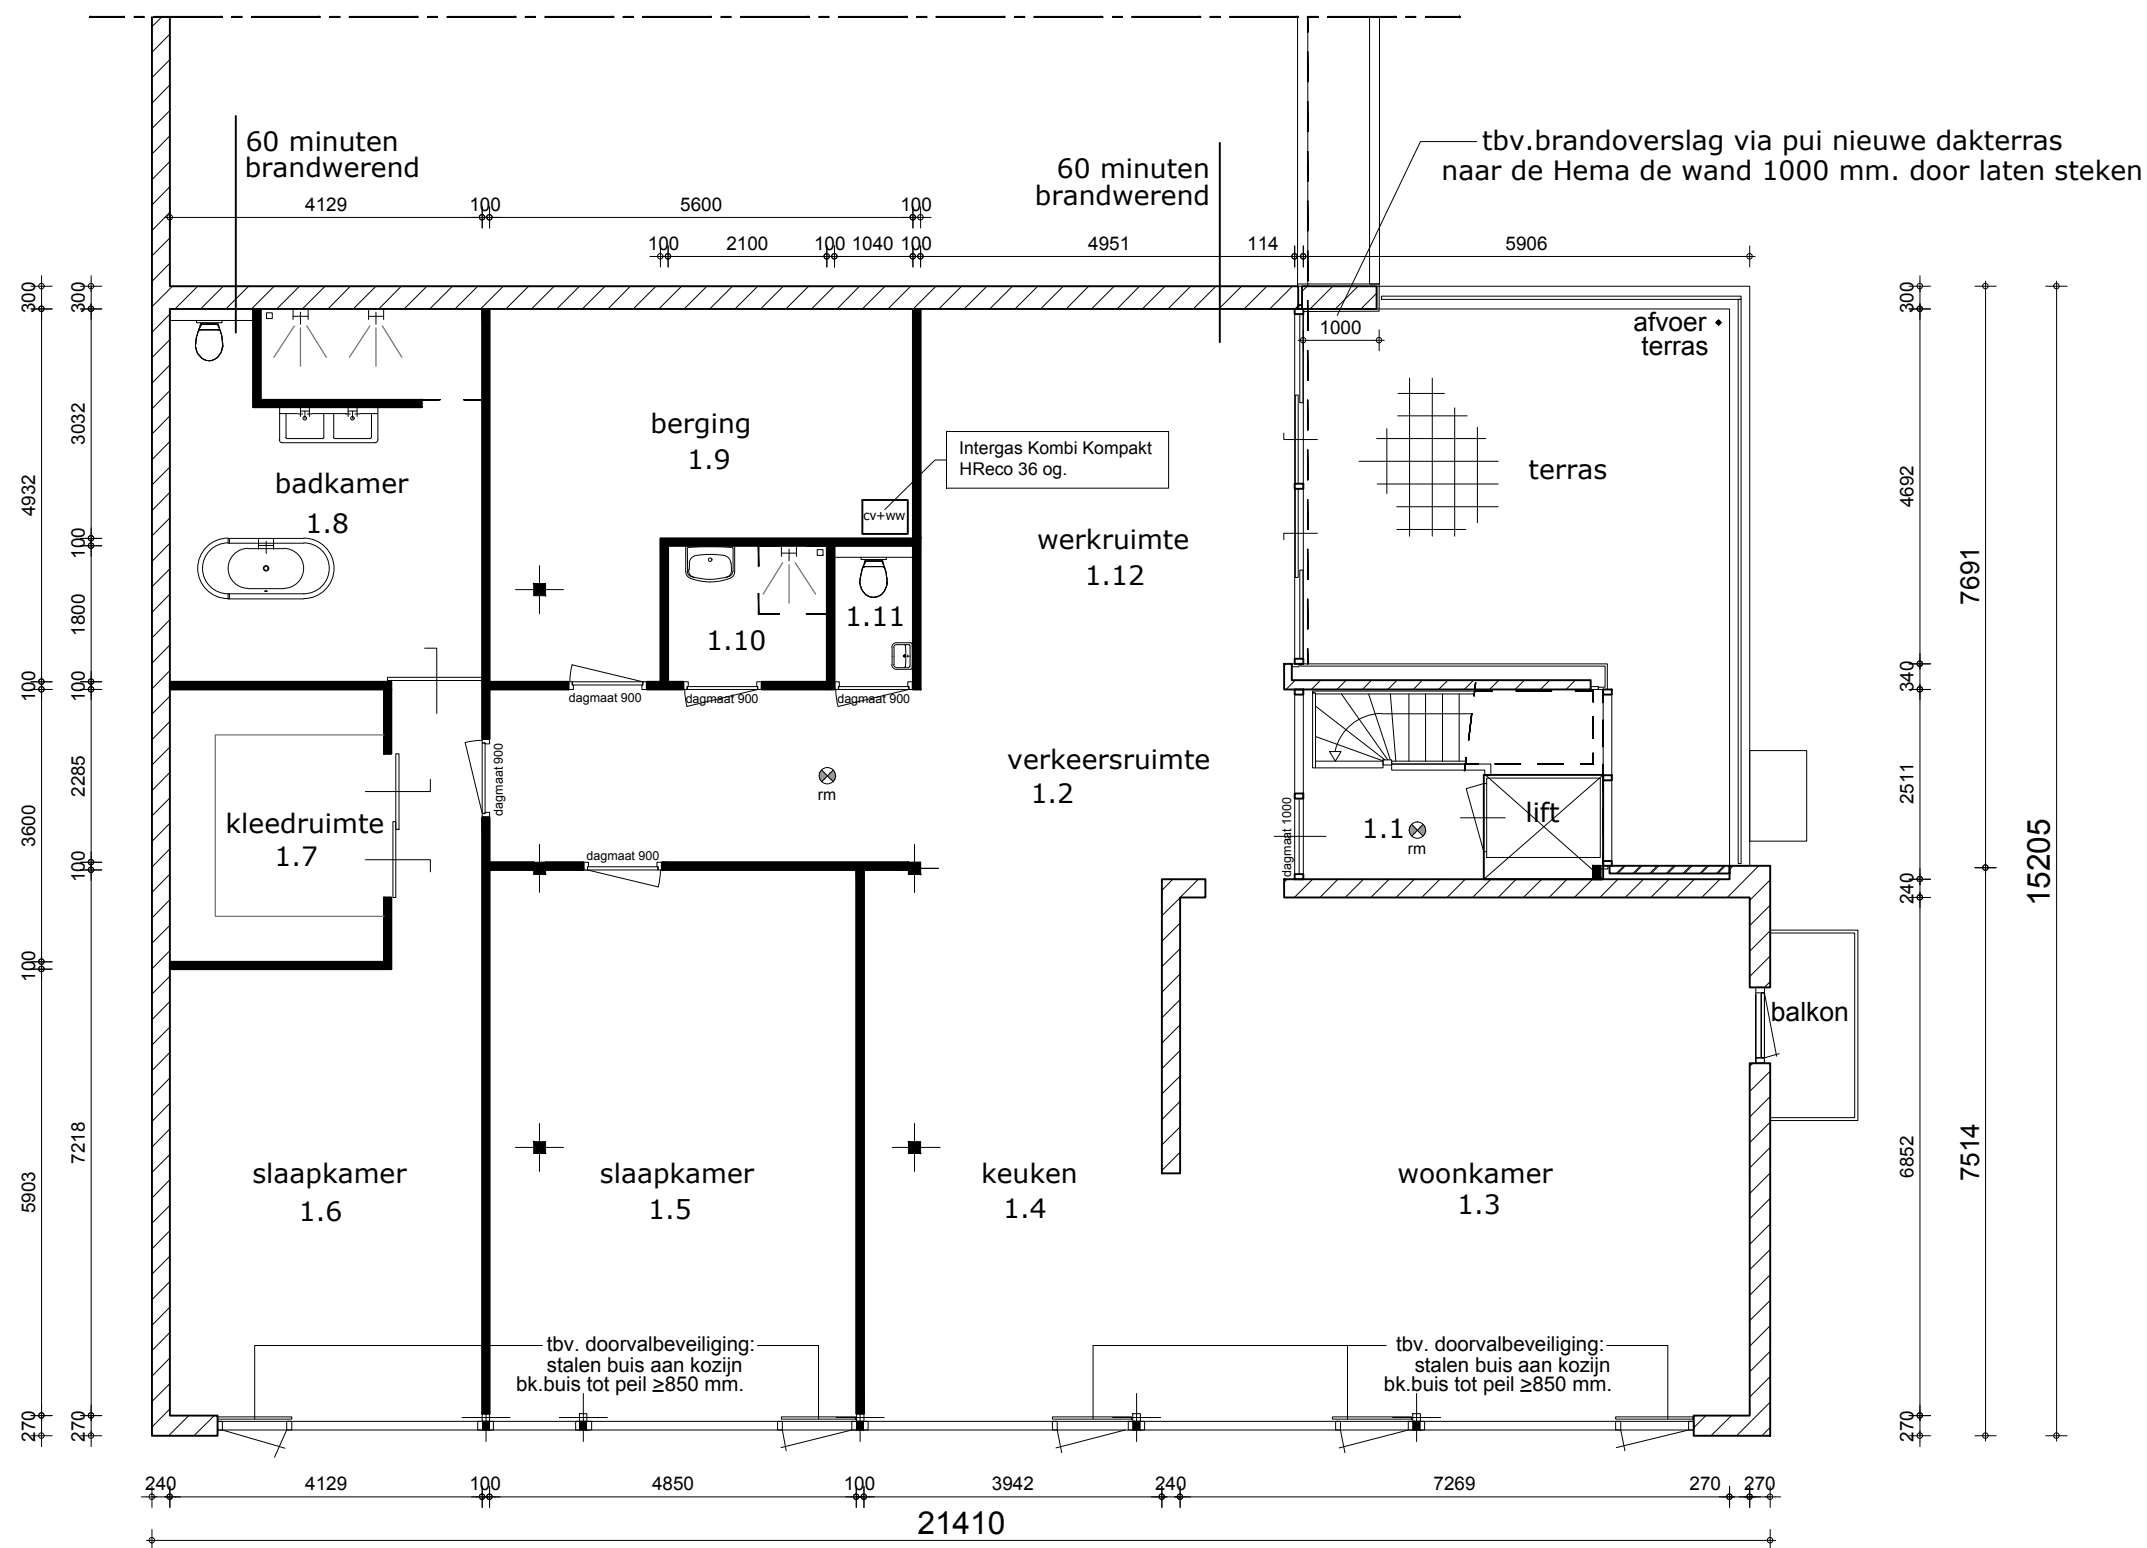 60 minuten
brandwerend
60 minuten
brandwerend
tbv.brandoverslag via pui nieuwe dakterras
naar de Hema de wand 1000 mm. door laten steken
4129 100 5600 100
100 2100 100 1040 100 4951 114 5906
1000
afvoer
terras
berging
1.9
Intergas Kombi Kompakt
HReco 36 og.
cv+ww
badkamer
1.8
werkruimte
1.12
terras
1.10
1.11
dagmaat 900
dagmaat 900
dagmaat 900
dagmaat 900
verkeersruimte
1.2
rm
dagmaat 1000
1.1
rm
lift
kleedruimte
1.7
dagmaat 900
balkon
slaapkamer
1.6
slaapkamer
1.5
keuken
1.4
woonkamer
1.3
tbv. doorvalbeveiliging:
stalen buis aan kozijn
bk.buis tot peil ≥850 mm.
tbv. doorvalbeveiliging:
stalen buis aan kozijn
bk.buis tot peil ≥850 mm.
300 4932 100 3600 100 5903 270
300 3032 100 1800 100 2285 100 7218 270
300 4692 340 2511 240 6852 270
7691 7514
15205
240 4129 100 4850 100 3942 240 7269 270 270
21410